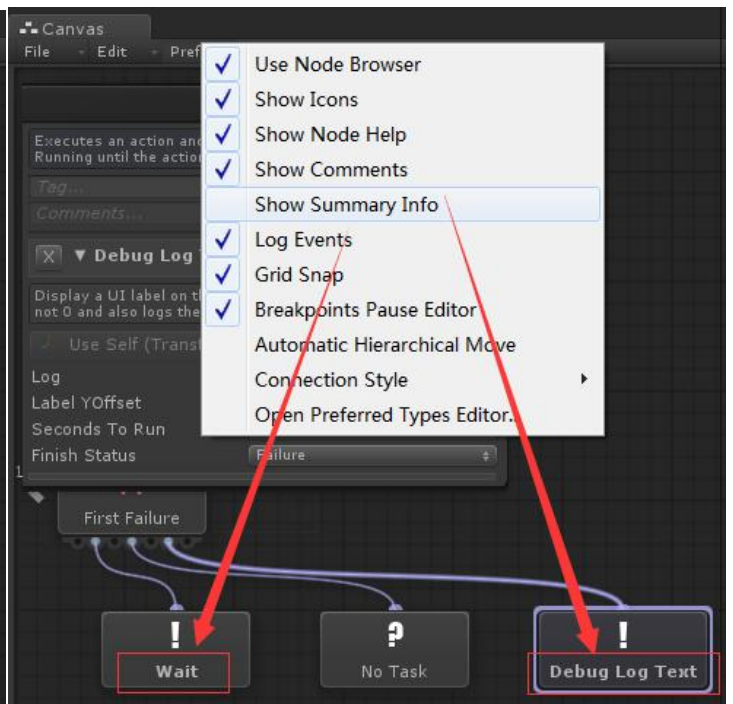 Canvas
File Edit Pref
Use Node Browser
Show Icons
Show Node Help
Show Comments
Show Summary Info
Log Events
Grid Snap
Breakpoints Pause Editor
Automatic Hierarchical Move
Connection Style
Open Preferred Types Editor..
Executes an action and
Running until the action
Tag...
Comments...
X ▼ Debug Log
Display a UI label on
not 0 and also logs the
Use Self (Transf
Log
Label YOffset
Seconds To Run
Finish Status Failure
1
First Failure
! ? !
Wait No Task Debug Log Text